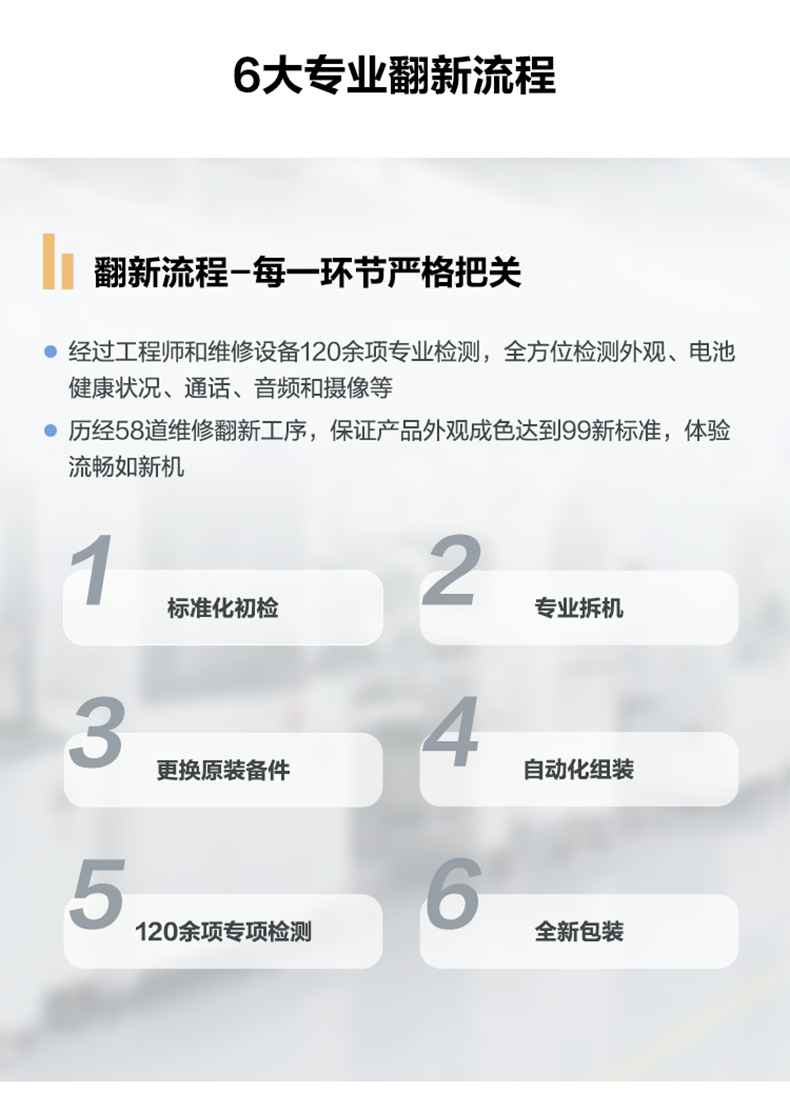 6大专业翻新流程
翻新流程-每一环节严格把关
经过工程师和维修设备120余项专业检测，全方位检测外观、电池
健康状况、通话、音频和摄像等
历经58道维修翻新工序，保证产品外观成色达到99新标准，体验
流畅如新机
1
标准化初检
2
专业拆机
3
更换原装备件
4
自动化组装
5
120余项专项检测
6
全新包装